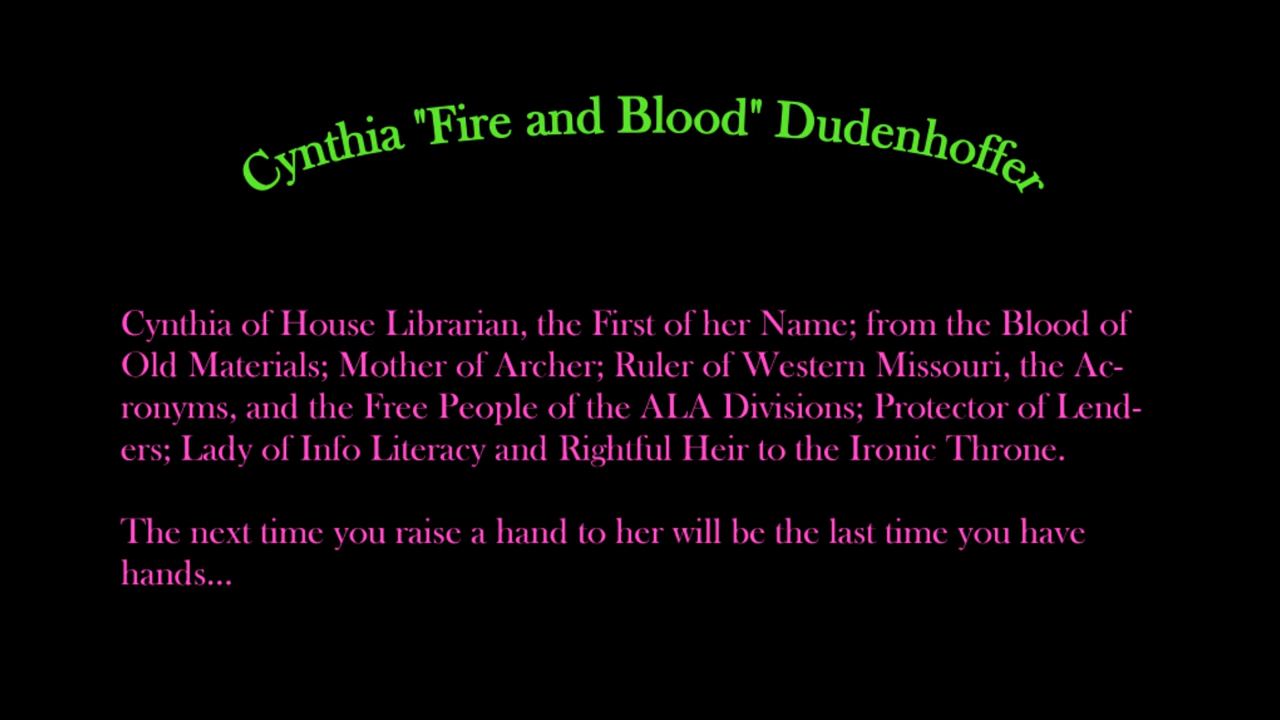 Cynthia "Fire and Blood" Dudenhoffer
Cynthia of House Librarian, the First of her Name; from the Blood of
Old Materials; Mother of Archer; Ruler of Western Missouri, the Ac-
ronyms, and the Free People of the ALA Divisions; Protector of Lend-
ers; Lady of Info Literacy and Rightful Heir to the Ironic Throne.
The next time you raise a hand to her will be the last time you have
hands...